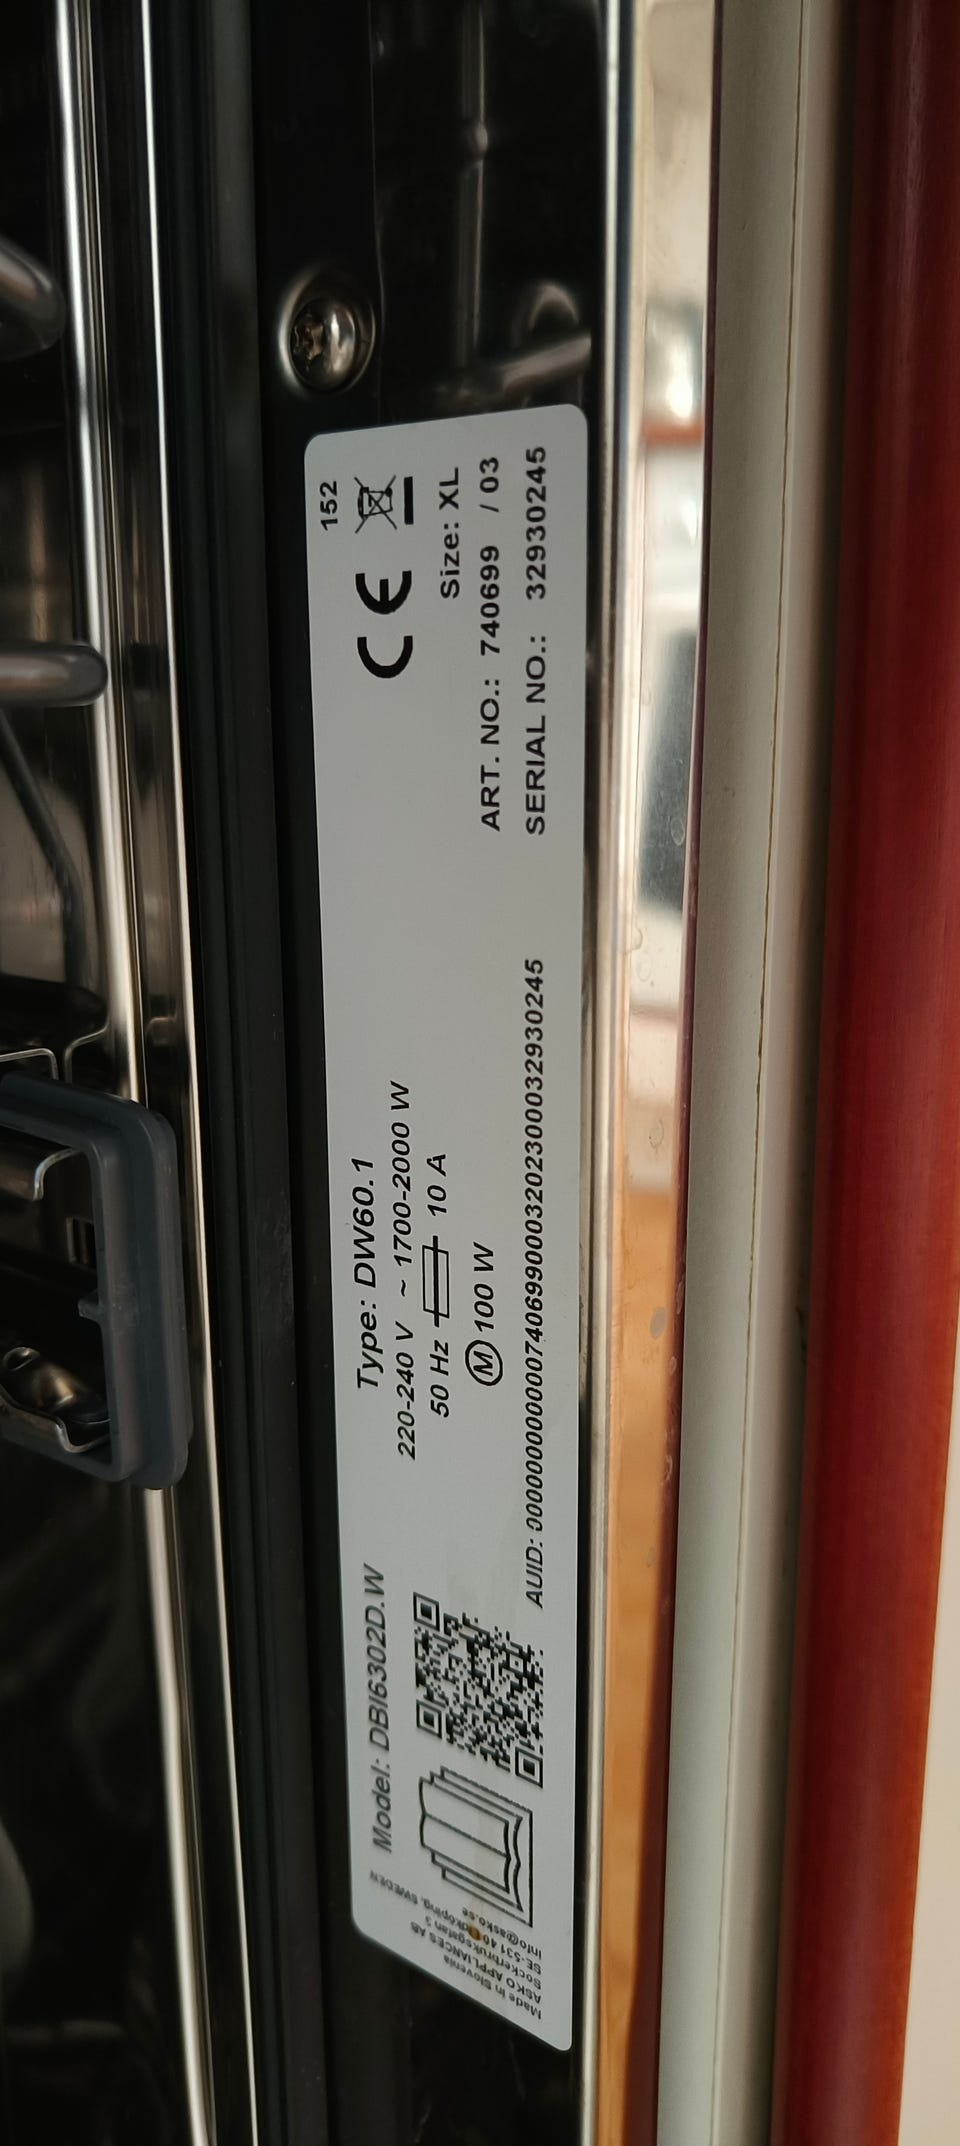 Model: DBI6302D.W
Made in Slovenia
ASKO APPLIANCES AB
Sockerbruksgatan 3
SE-531 40 Lidköping, SWEDEN
info@asko.se
Type: DW60.1
220-240 V ~ 1700-2000 W
50 Hz 10 A
M 100 W
AUID: 0000000000007406990003202300032930245
152
CE
Size: XL
ART. NO.: 740699 / 03
SERIAL NO.: 32930245